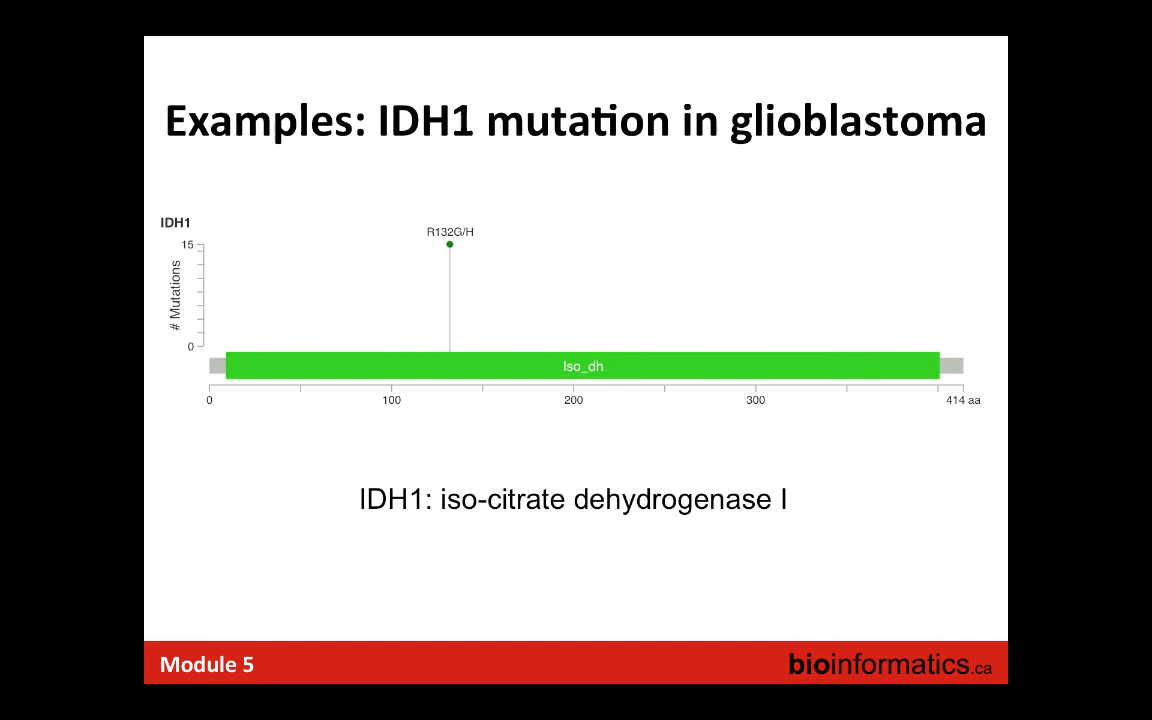 Examples: IDH1 mutation in glioblastoma
IDH1
R132G/H
15
# Mutations
0
Iso_dh
0 100 200 300 414 aa
IDH1: iso-citrate dehydrogenase I
Module 5
bioinformatics.ca